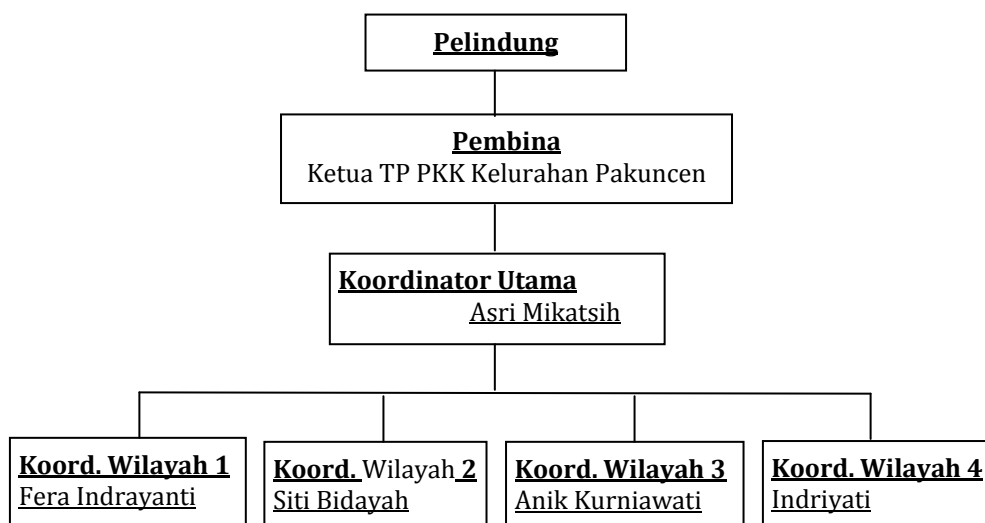 Pelindung
Pembina
Ketua TP PKK Kelurahan Pakuncen
Koordinator Utama
Asri Mikatsih
Koord. Wilayah 1
Fera Indrayanti
Koord. Wilayah 2
Siti Bidayah
Koord. Wilayah 3
Anik Kurniawati
Koord. Wilayah 4
Indriyati